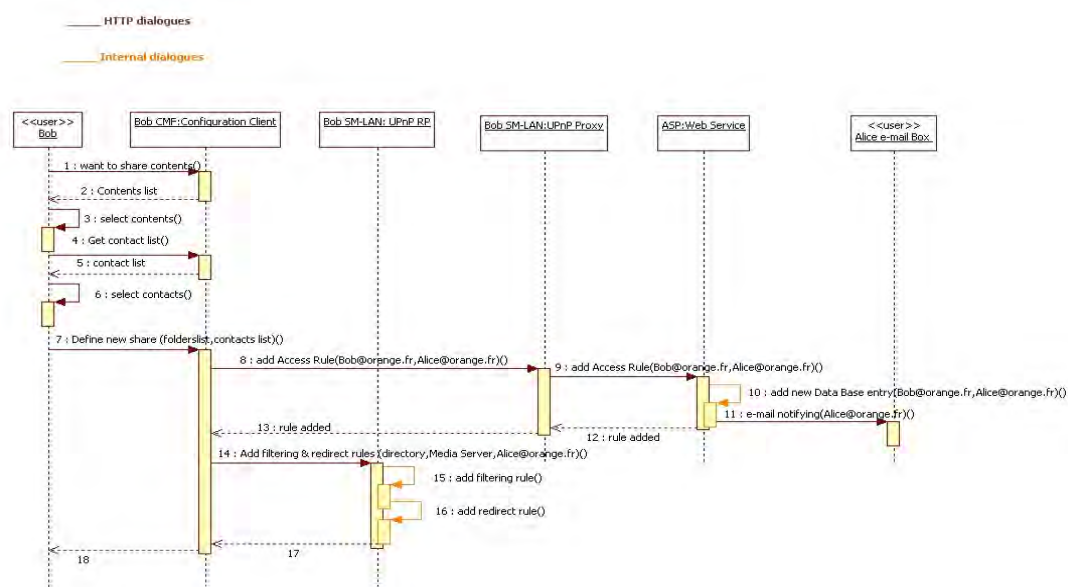 HTTP dialogues
Internal dialogues
<<user>>
Bob
Bob CMF:Configuration Client
Bob SM-LAN: UPnP RP
Bob SM-LAN:UPnP Proxy
ASP:Web Service
<<user>>
Alice e-mail Box
1 : want to share contents()
2 : Contents list
3 : select contents()
4 : Get contact list()
5 : contact list
6 : select contacts()
7 : Define new share (folderslist,contacts list)()
8 : add Access Rule(Bob@orange.fr,Alice@orange.fr)()
9 : add Access Rule(Bob@orange.fr,Alice@orange.fr)()
10 : add new Data Base entry(Bob@orange.fr,Alice@orange.fr)()
11 : e-mail notifying(Alice@orange.fr)()
12 : rule added
13 : rule added
14 : Add filtering & redirect rules (directory,Media Server,Alice@orange.fr)()
15 : add filtering rule()
16 : add redirect rule()
17
18